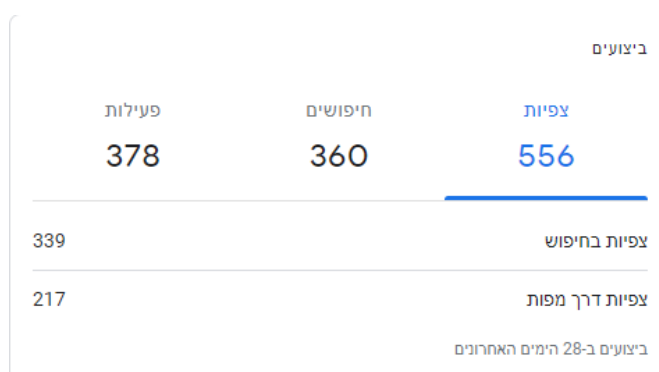 ביצועים
צפיות חיפושים פעילות
556 360 378
צפיות בחיפוש 339
צפיות דרך מפות 217
ביצועים ב-28 הימים האחרונים